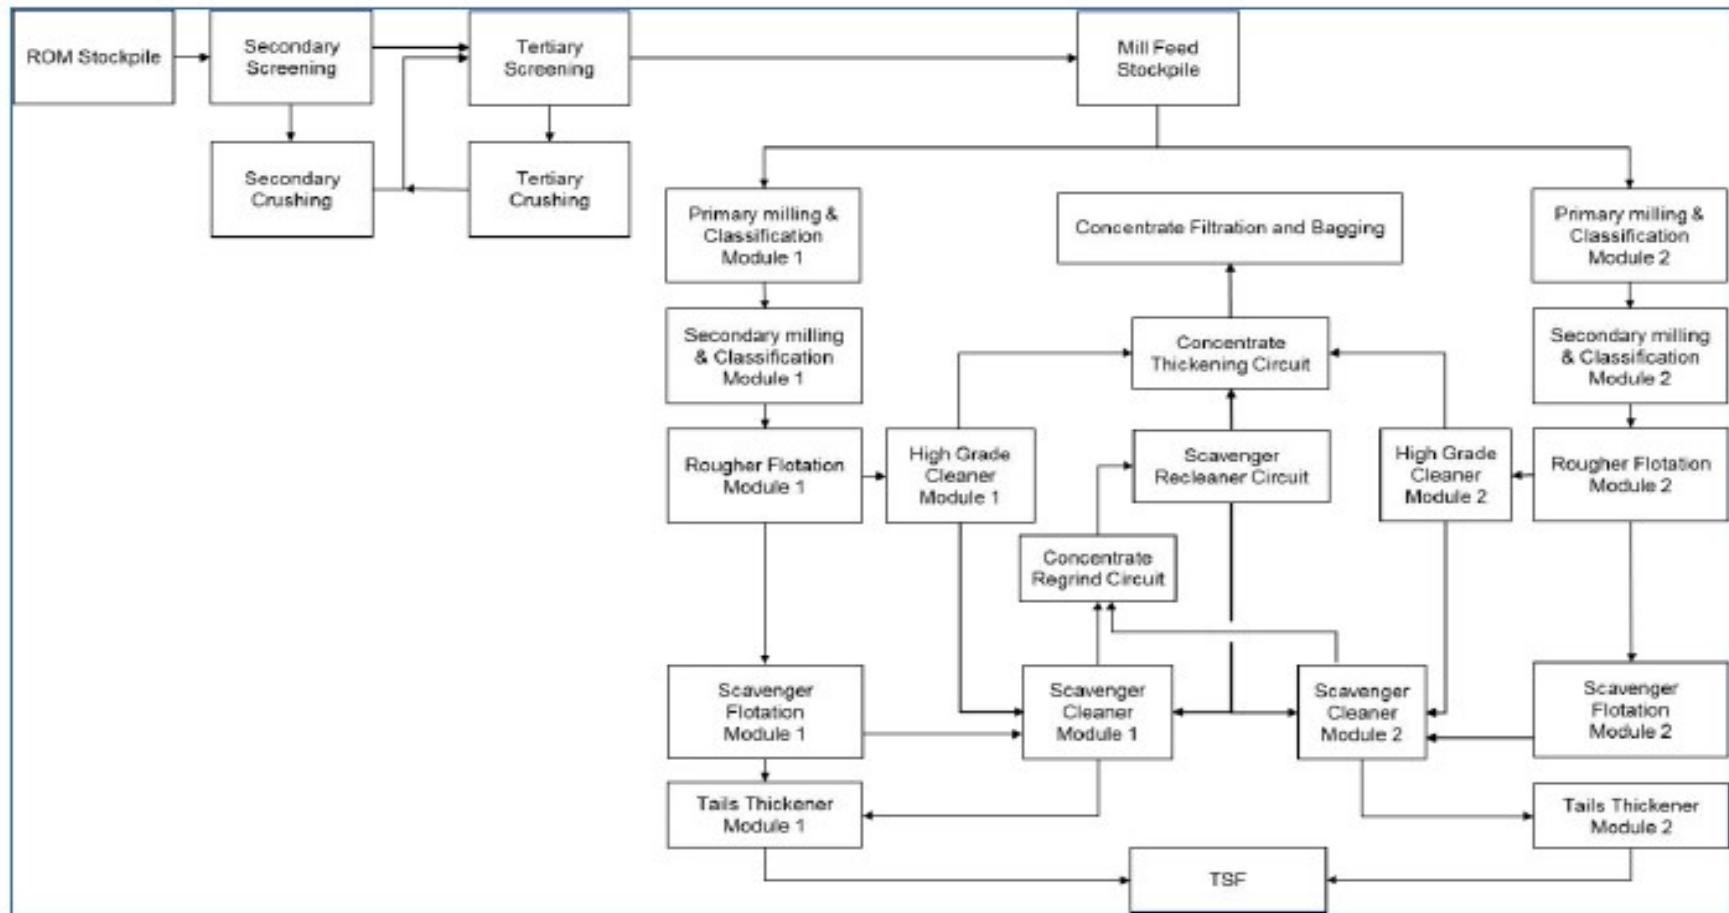 ROM Stockpile
Secondary
Screening
Tertiary
Screening
Mill Feed
Stockpile
Secondary
Crushing
Tertiary
Crushing
Primary milling &
Classification
Module 1
Concentrate Filtration and Bagging
Primary milling &
Classification
Module 2
Secondary milling
& Classification
Module 1
Concentrate
Thickening Circuit
Secondary milling
& Classification
Module 2
Rougher Flotation
Module 1
High Grade
Cleaner
Module 1
Scavenger
Recleaner Circuit
High Grade
Cleaner
Module 2
Rougher Flotation
Module 2
Concentrate
Regrind Circuit
Scavenger
Flotation
Module 1
Scavenger
Cleaner
Module 1
Scavenger
Cleaner
Module 2
Scavenger
Flotation
Module 2
Tails Thickener
Module 1
Tails Thickener
Module 2
TSF